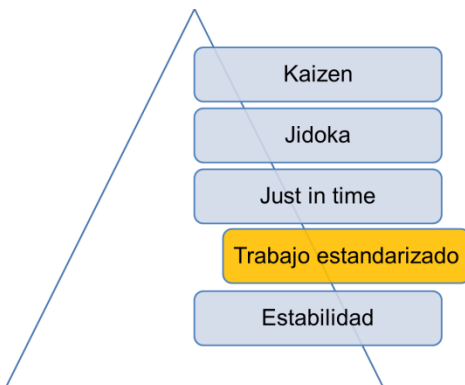 Kaizen
Jidoka
Just in time
Trabajo estandarizado
Estabilidad